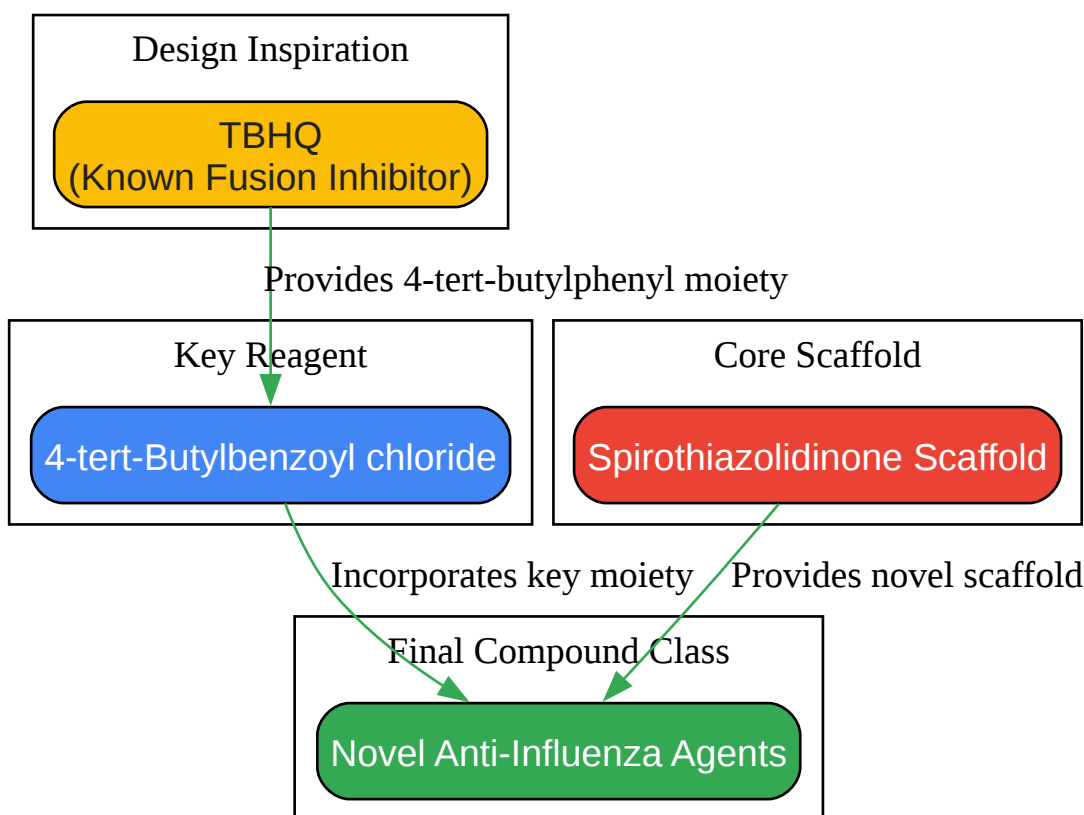 Design Inspiration
TBHQ
(Known Fusion Inhibitor)
Provides 4-tert-butylphenyl moiety
Key Reagent
Core Scaffold
4-tert-Butylbenzoyl chloride
Spirothiazolidinone Scaffold
Incorporates key moiety
Provides novel scaffold
Final Compound Class
Novel Anti-Influenza Agents